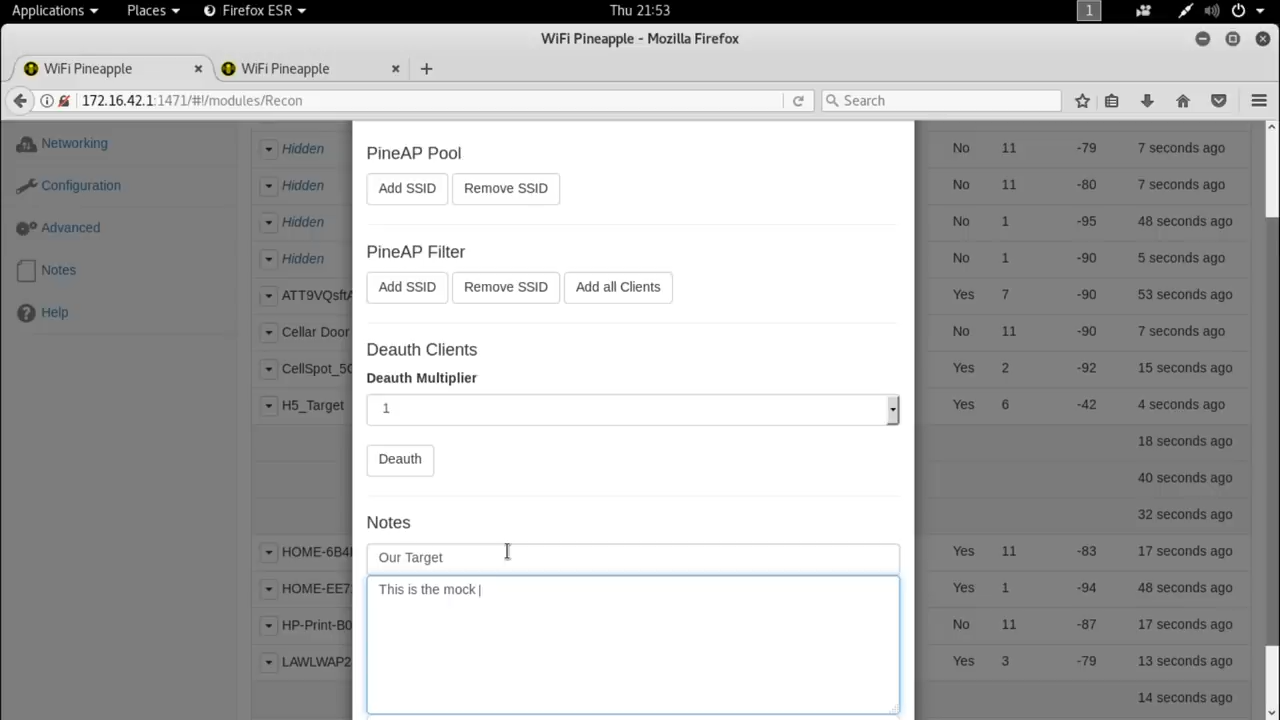 Applications Places Firefox ESR Thu 21:53 1
WiFi Pineapple - Mozilla Firefox
WiFi Pineapple WiFi Pineapple
172.16.42.1:1471/#!/modules/Recon Search
Networking
Configuration
Advanced
Notes
Help
Hidden No 11 -79 7 seconds ago
Hidden No 11 -80 7 seconds ago
Hidden No 1 -95 48 seconds ago
Hidden No 1 -90 5 seconds ago
ATT9VQsftA Yes 7 -90 53 seconds ago
Cellar Door No 11 -90 7 seconds ago
CellSpot_5G Yes 2 -92 15 seconds ago
H5_Target Yes 6 -42 4 seconds ago
18 seconds ago
40 seconds ago
32 seconds ago
HOME-6B4 Yes 11 -83 17 seconds ago
HOME-EE7 Yes 1 -94 48 seconds ago
HP-Print-B0 No 11 -87 17 seconds ago
LAWLWAP2 Yes 3 -79 13 seconds ago
14 seconds ago
PineAP Pool
Add SSID Remove SSID
PineAP Filter
Add SSID Remove SSID Add all Clients
Deauth Clients
Deauth Multiplier
1
Deauth
Notes
Our Target
This is the mock